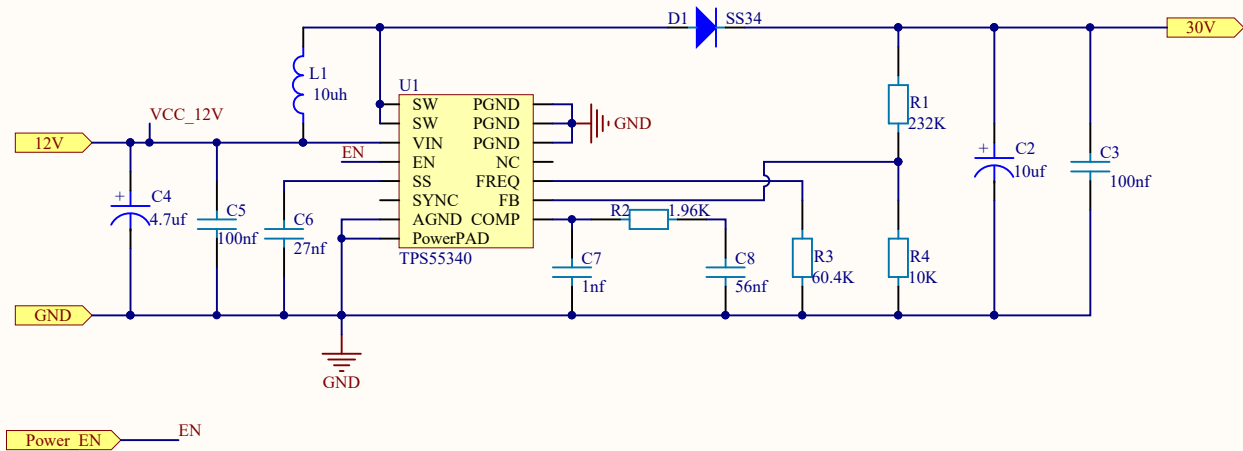 D1
SS34
30V
L1
10uh
U1
SW
PGND
SW
PGND
GND
VIN
PGND
EN
NC
SS
FREQ
SYNC
FB
AGND
COMP
PowerPAD
TPS55340
R1
232K
VCC_12V
12V
EN
C4
4.7uf
C5
100nf
C6
27nf
R2
1.96K
C7
1nf
C8
56nf
R3
60.4K
R4
10K
C2
10uf
C3
100nf
+
+
GND
GND
Power_EN
EN